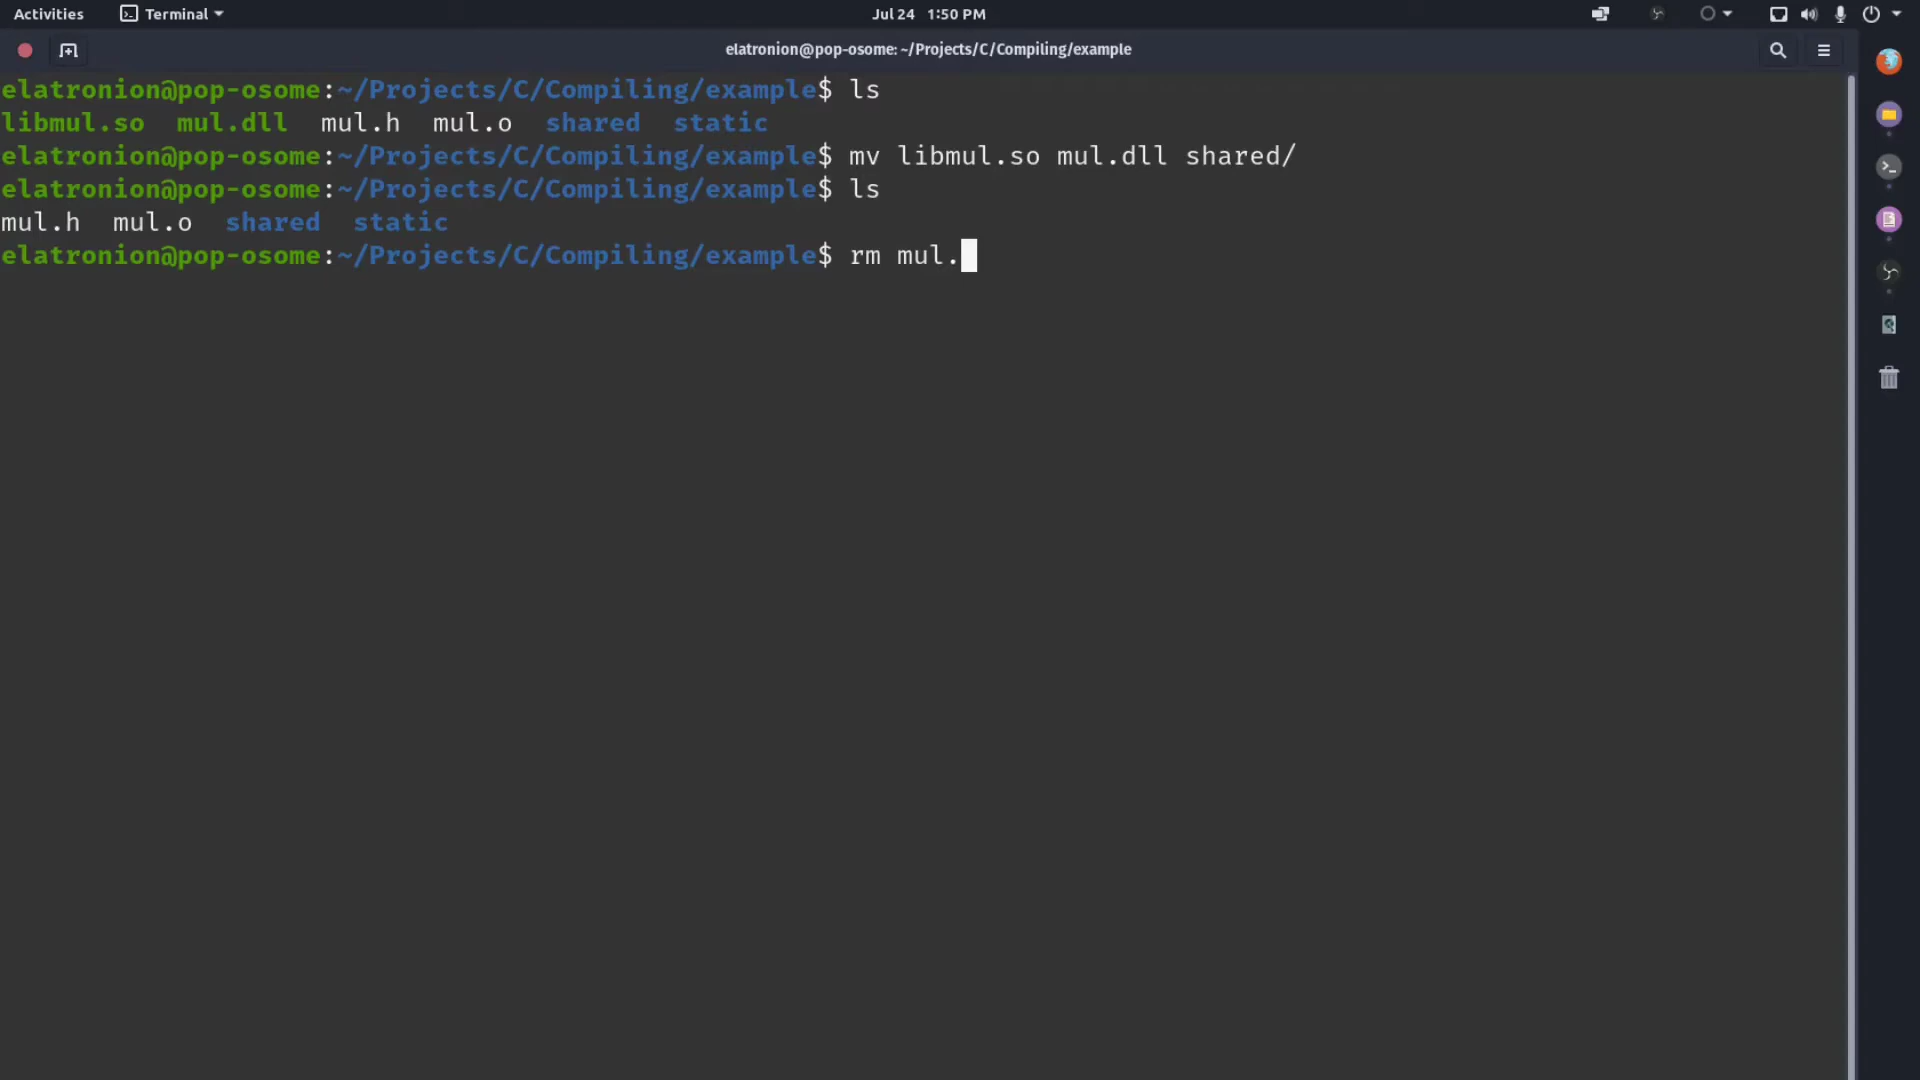 Activities Terminal Jul 24 1:50 PM
elatronion@pop-osome: ~/Projects/C/Compiling/example
elatronion@pop-osome:~/Projects/C/Compiling/example$ ls
libmul.so mul.dll mul.h mul.o shared static
elatronion@pop-osome:~/Projects/C/Compiling/example$ mv libmul.so mul.dll shared/
elatronion@pop-osome:~/Projects/C/Compiling/example$ ls
mul.h mul.o shared static
elatronion@pop-osome:~/Projects/C/Compiling/example$ rm mul.